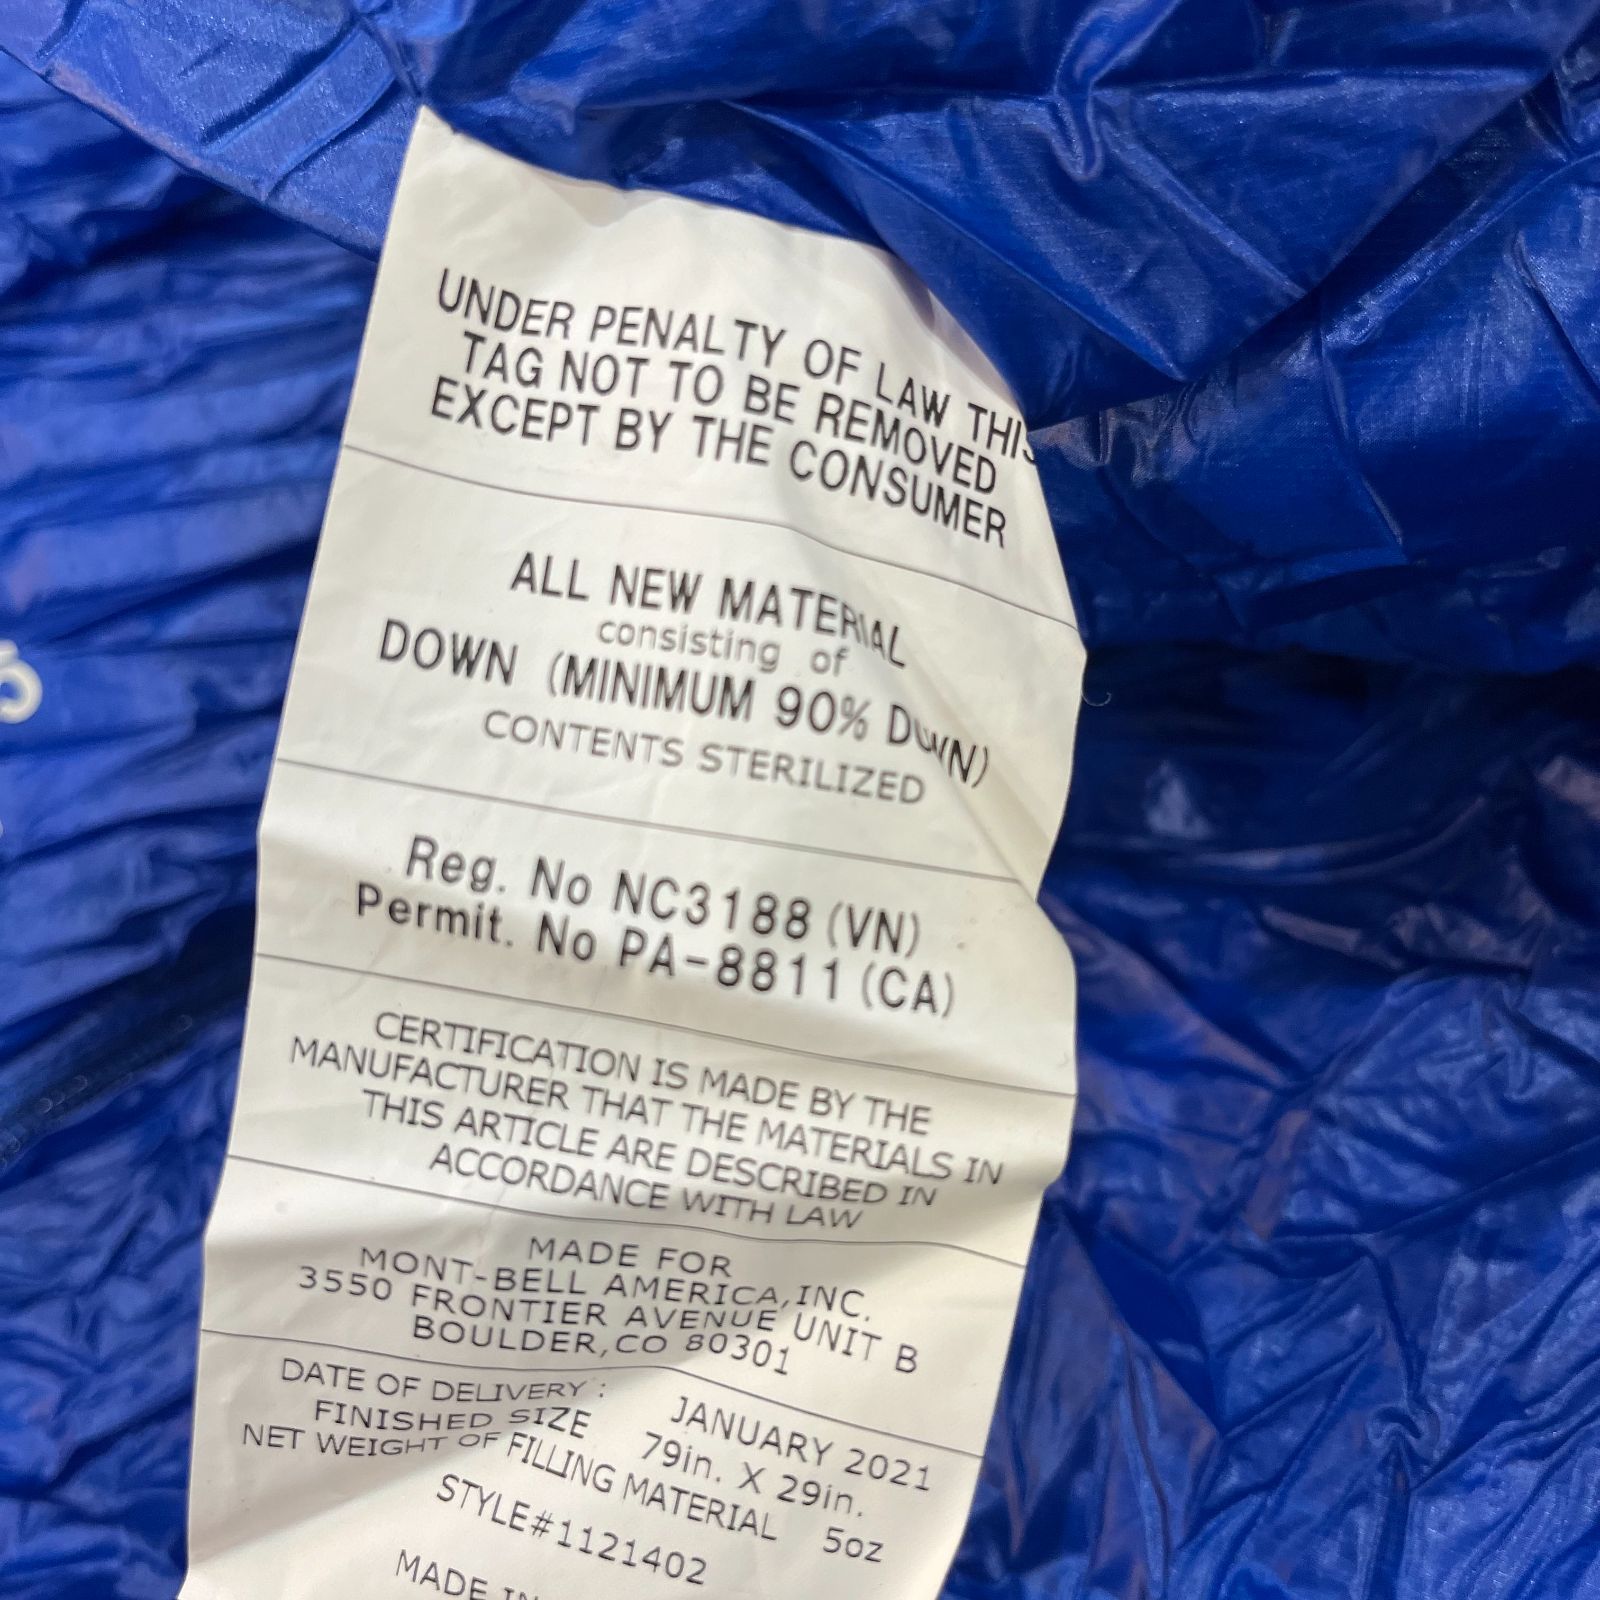 UNDER PENALTY OF LAW THIS
TAG NOT TO BE REMOVED
EXCEPT BY THE CONSUMER
ALL NEW MATERIAL
consisting of
DOWN (MINIMUM 90% DOWN)
CONTENTS STERILIZED
Reg. No NC3188 (VN)
Permit. No PA-8811 (CA)
CERTIFICATION IS MADE BY THE
MANUFACTURER THAT THE MATERIALS IN
THIS ARTICLE ARE DESCRIBED IN
ACCORDANCE WITH LAW
MADE FOR
MONT-BELL AMERICA,INC.
3550 FRONTIER AVENUE UNIT B
BOULDER,CO 80301
DATE OF DELIVERY : JANUARY 2021
FINISHED SIZE 79in. X 29in.
NET WEIGHT OF FILLING MATERIAL 5oz
STYLE#1121402
MADE IN